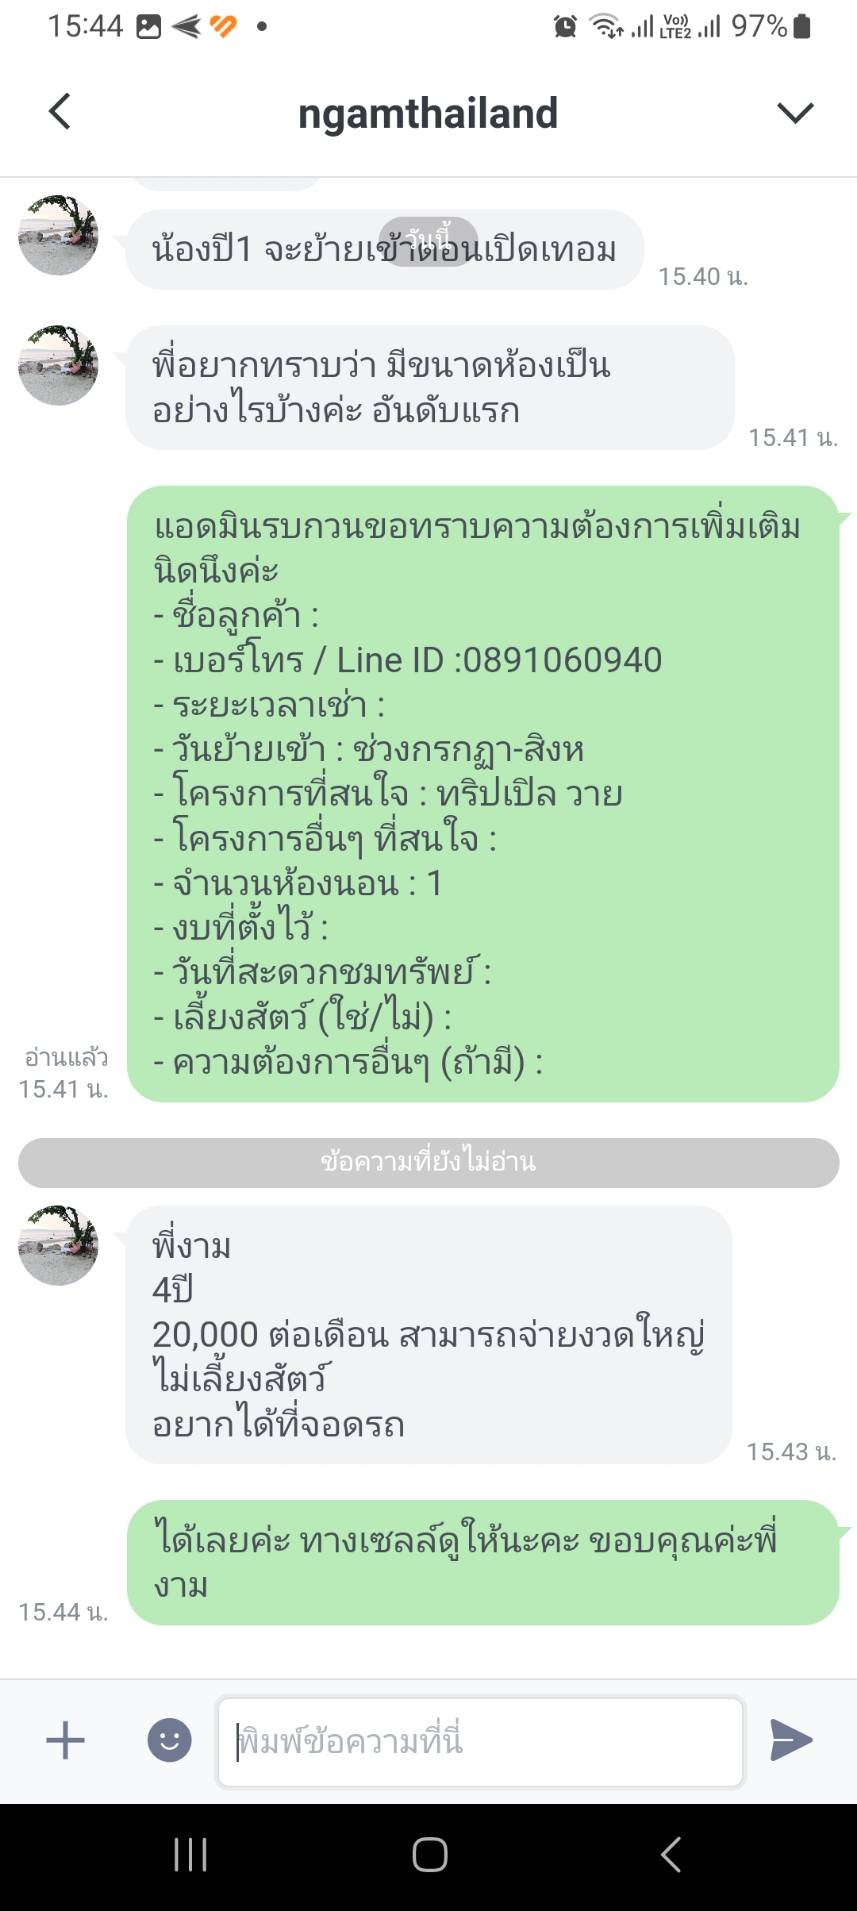 15:44
Vo))
LTE2
97%
ngamthailand
วันนี้
น้องปี1 จะย้ายเข้าตอนเปิดเทอม
15.40 น.
พี่อยากทราบว่า มีขนาดห้องเป็น
อย่างไรบ้างค่ะ อันดับแรก
15.41 น.
แอดมินรบกวนขอทราบความต้องการเพิ่มเติม
นิดนึงค่ะ
- ชื่อลูกค้า :
- เบอร์โทร / Line ID :0891060940
- ระยะเวลาเช่า :
- วันย้ายเข้า : ช่วงกรกฏา-สิงห
- โครงการที่สนใจ : ทริปเปิล วาย
- โครงการอื่นๆ ที่สนใจ :
- จำนวนห้องนอน : 1
- งบที่ตั้งไว้ :
- วันที่สะดวกชมทรัพย์ :
- เลี้ยงสัตว์ (ใช่/ไม่) :
- ความต้องการอื่นๆ (ถ้ามี) :
อ่านแล้ว
15.41 น.
ข้อความที่ยังไม่อ่าน
พี่งาม
4ปี
20,000 ต่อเดือน สามารถจ่ายงวดใหญ่
ไม่เลี้ยงสัตว์
อยากได้ที่จอดรถ
15.43 น.
ได้เลยค่ะ ทางเซลล์ดูให้นะคะ ขอบคุณค่ะพี่
งาม
15.44 น.
พิมพ์ข้อความที่นี่